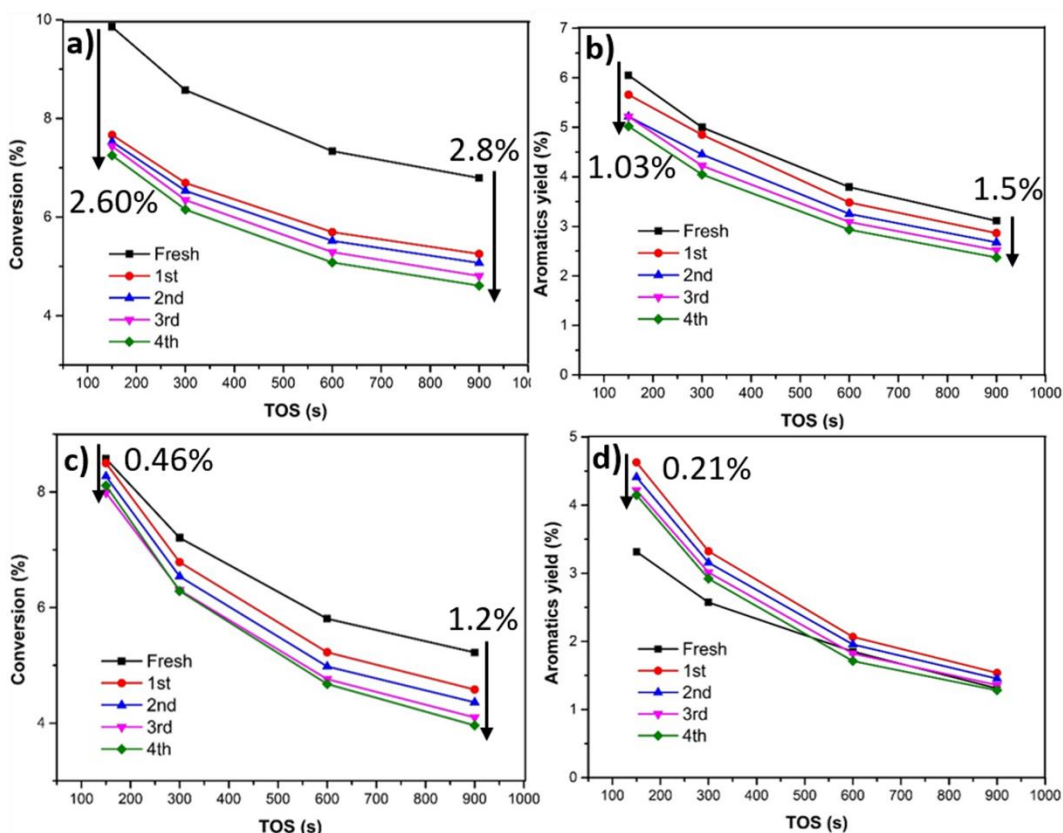 a)
2.60%
2.8%
Conversion (%)
10
8
6
4
Fresh
1st
2nd
3rd
4th
100 200 300 400 500 600 700 800 900 1000
TOS (s)
b)
1.03%
1.5%
Aromatics yield (%)
7
6
5
4
3
2
1
0
Fresh
1st
2nd
3rd
4th
100 200 300 400 500 600 700 800 900 1000
TOS (s)
c)
0.46%
1.2%
Conversion (%)
8
6
4
Fresh
1st
2nd
3rd
4th
100 200 300 400 500 600 700 800 900 1000
TOS (s)
d)
0.21%
Aromatics yield (%)
5
4
3
2
1
0
Fresh
1st
2nd
3rd
4th
100 200 300 400 500 600 700 800 900 1000
TOS (s)